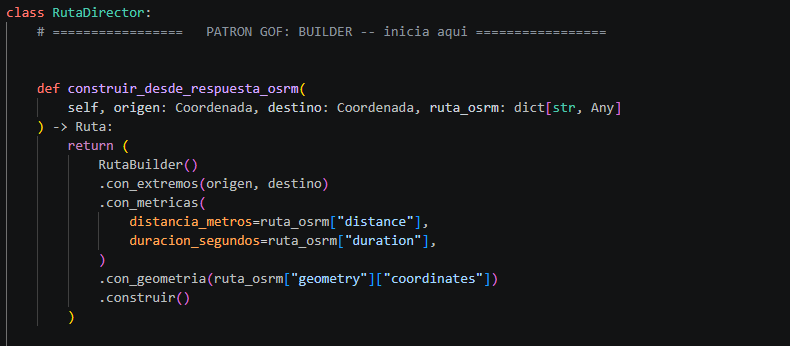 class RutaDirector:
    # =================   PATRON GOF: BUILDER -- inicia aqui =================
    def construir_desde_respuesta_osrm(
        self, origen: Coordenada, destino: Coordenada, ruta_osrm: dict[str, Any]
    ) -> Ruta:
        return (
            RutaBuilder()
            .con_extremos(origen, destino)
            .con_metricas(
                distancia_metros=ruta_osrm["distance"],
                duracion_segundos=ruta_osrm["duration"],
            )
            .con_geometria(ruta_osrm["geometry"]["coordinates"])
            .construir()
        )